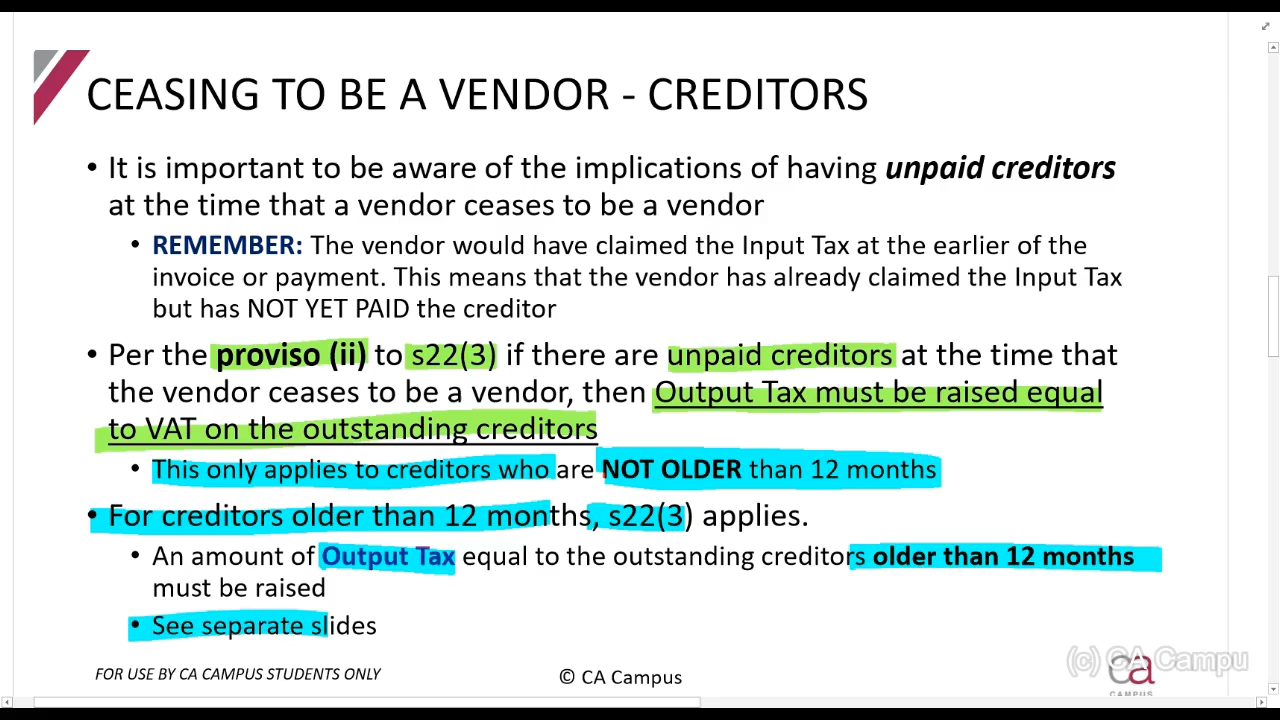 CEASING TO BE A VENDOR - CREDITORS
• It is important to be aware of the implications of having unpaid creditors
at the time that a vendor ceases to be a vendor
• REMEMBER: The vendor would have claimed the Input Tax at the earlier of the
invoice or payment. This means that the vendor has already claimed the Input Tax
but has NOT YET PAID the creditor
• Per the proviso (ii) to s22(3) if there are unpaid creditors at the time that
the vendor ceases to be a vendor, then Output Tax must be raised equal
to VAT on the outstanding creditors
• This only applies to creditors who are NOT OLDER than 12 months
• For creditors older than 12 months, s22(3) applies.
• An amount of Output Tax equal to the outstanding creditors older than 12 months
must be raised
• See separate slides
FOR USE BY CA CAMPUS STUDENTS ONLY
© CA Campus
(c) CA Campu
ca
CAMPUS